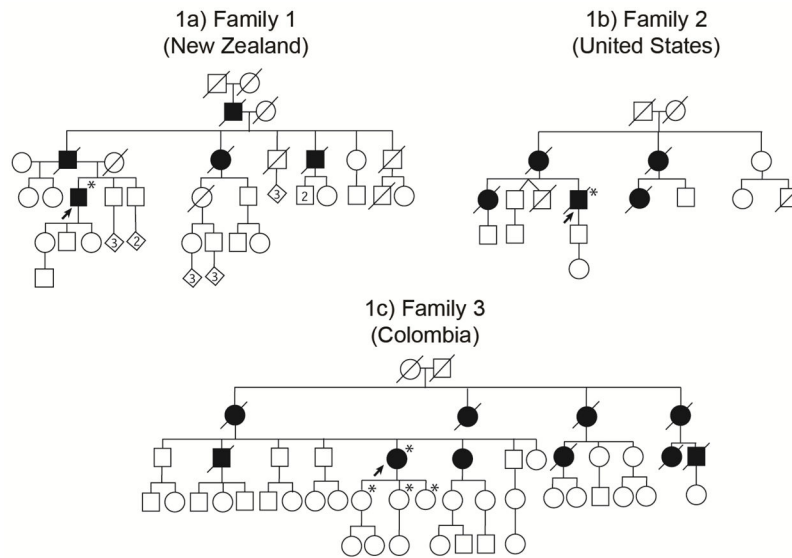 1a) Family 1
(New Zealand)
1b) Family 2
(United States)
*
3
2
*
3
2
3
3
1c) Family 3
(Colombia)
*
*
*
*